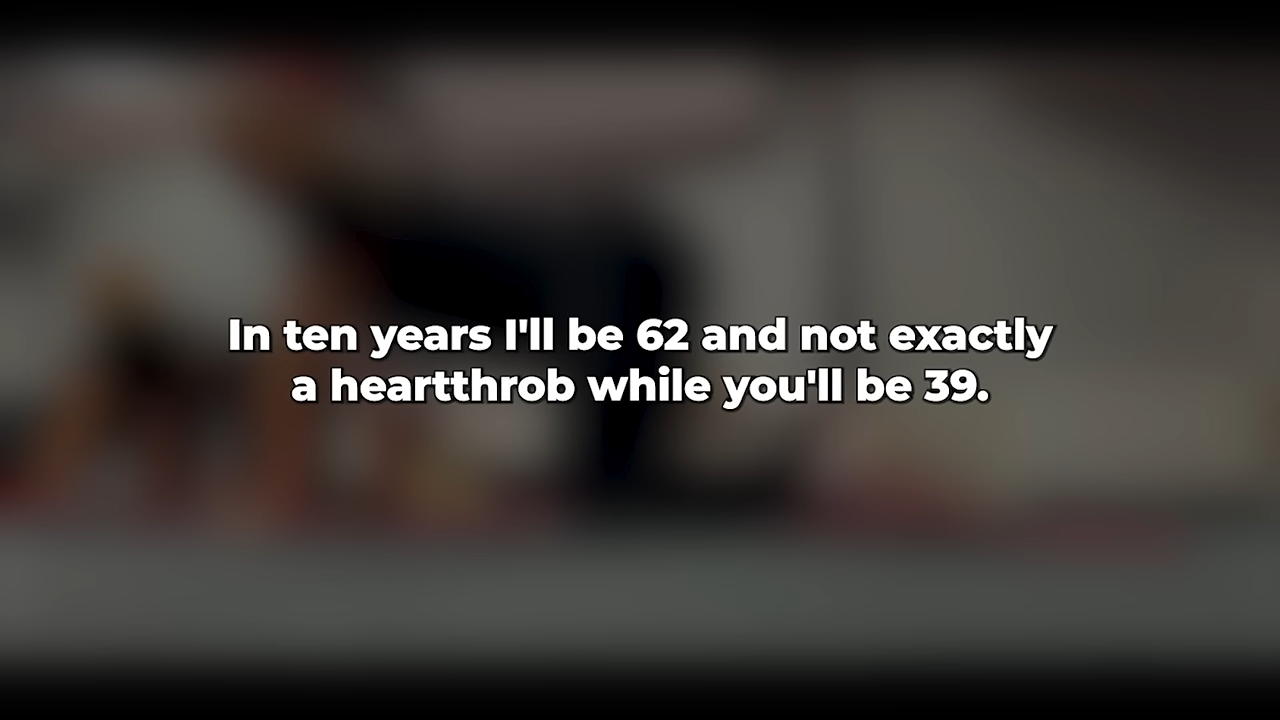 In ten years I'll be 62 and not exactly
a heartthrob while you'll be 39.